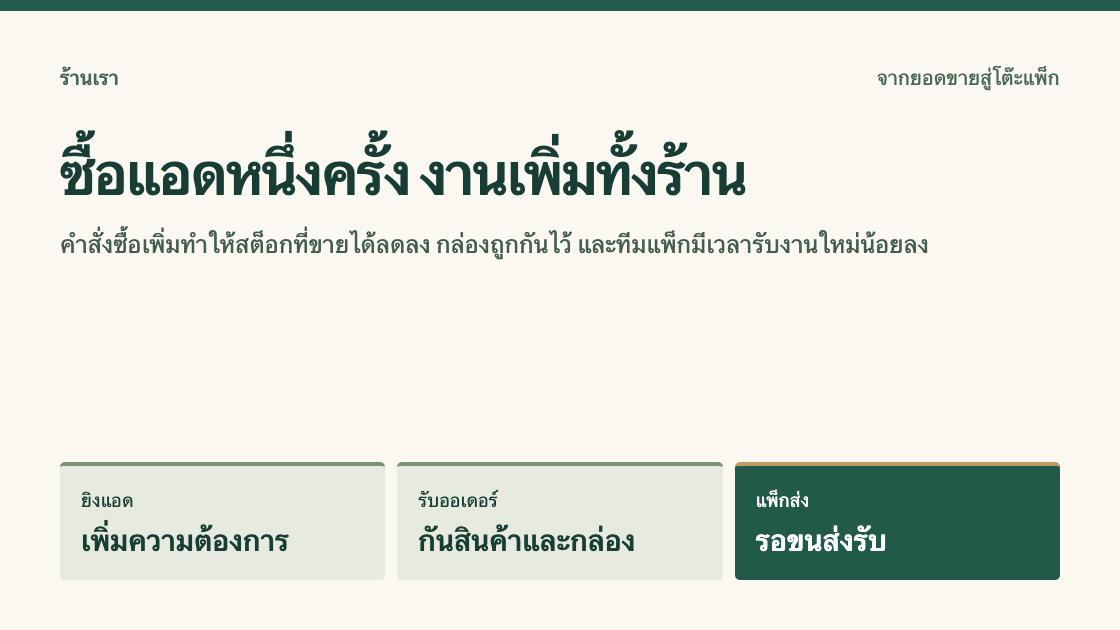 ร้านเรา
จากยอดขายสู่โต๊ะแพ็ก
ซื้อแอดหนึ่งครั้ง งานเพิ่มทั้งร้าน
คำสั่งซื้อเพิ่มทำให้สต็อกที่ขายได้ลดลง กล่องถูกกันไว้ และทีมแพ็กมีเวลารับงานใหม่น้อยลง
ยิงแอด
เพิ่มความต้องการ
รับออเดอร์
กันสินค้าและกล่อง
แพ็กส่ง
รอขนส่งรับ